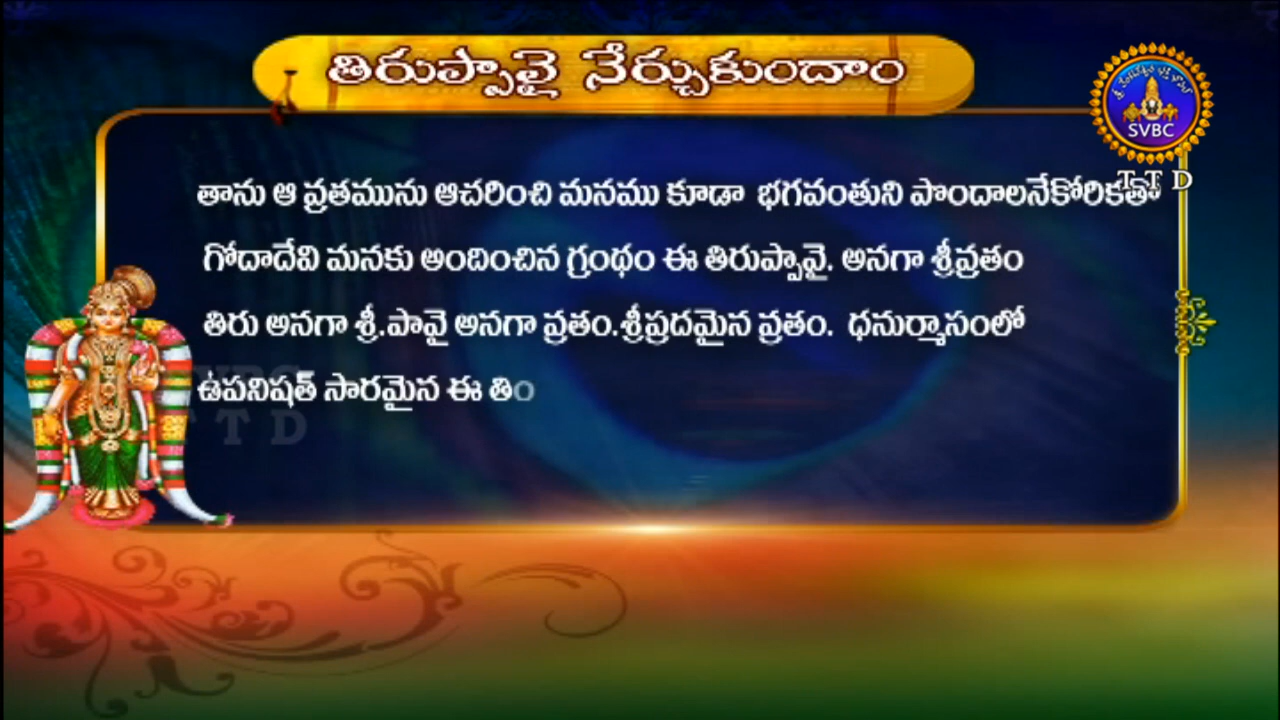 తిరుప్పావై నేర్చుకుందాం
SVBC
T T D
తాను ఆ వ్రతమును ఆచరించి మనము కూడా భగవంతుని పొందాలనేకోరికతో
గోదాదేవి మనకు అందించిన గ్రంథం ఈ తిరుప్పావై. అనగా శ్రీవ్రతం
తిరు అనగా శ్రీ.పావై అనగా వ్రతం.శ్రీప్రదమైన వ్రతం. ధనుర్మాసంలో
ఉపనిషత్ సారమైన ఈ తిం
T T D